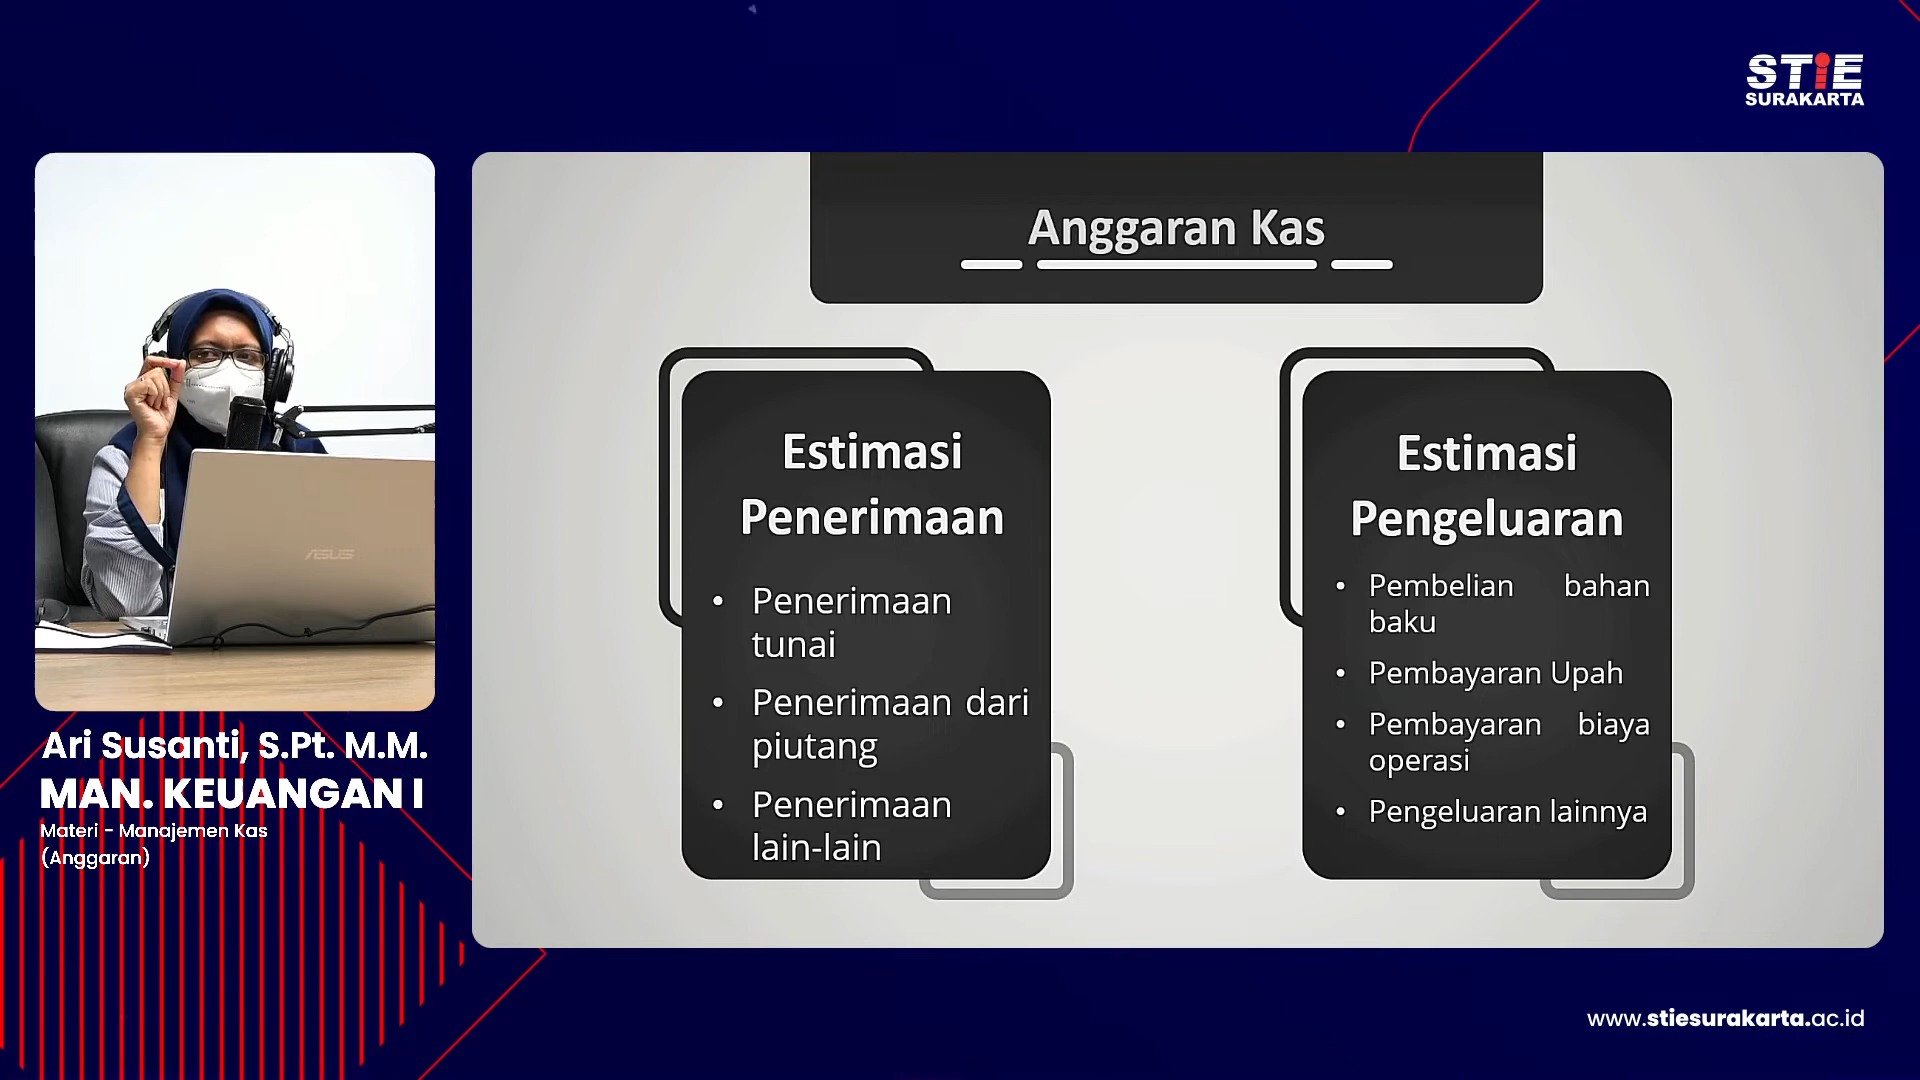 STiE
SURAKARTA
Anggaran Kas
Estimasi
Penerimaan
• Penerimaan
tunai
• Penerimaan dari
piutang
• Penerimaan
lain-lain
Estimasi
Pengeluaran
• Pembelian bahan
baku
• Pembayaran Upah
• Pembayaran biaya
operasi
• Pengeluaran lainnya
ASUS
Ari Susanti, S.Pt. M.M.
MAN. KEUANGAN I
Materi - Manajemen Kas
(Anggaran)
www.stiesurakarta.ac.id